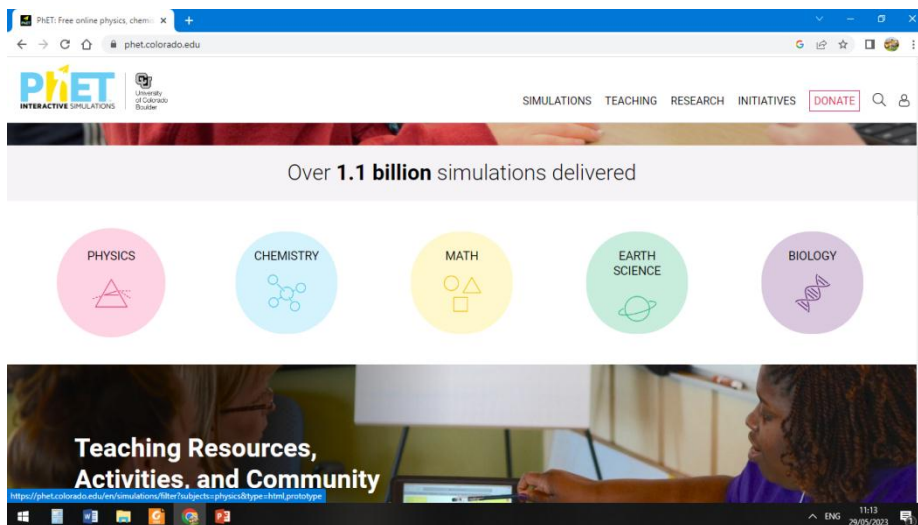 PhET: Free online physics, chemi
phet.colorado.edu
PhET
INTERACTIVE SIMULATIONS
University
of Colorado
Boulder
SIMULATIONS TEACHING RESEARCH INITIATIVES DONATE
Over 1.1 billion simulations delivered
PHYSICS
CHEMISTRY
MATH
EARTH
SCIENCE
BIOLOGY
Teaching Resources,
Activities, and Community
https://phet.colorado.edu/en/simulations/filter?subjects=physics&type=html,prototype
ENG
11:13
29/05/2023